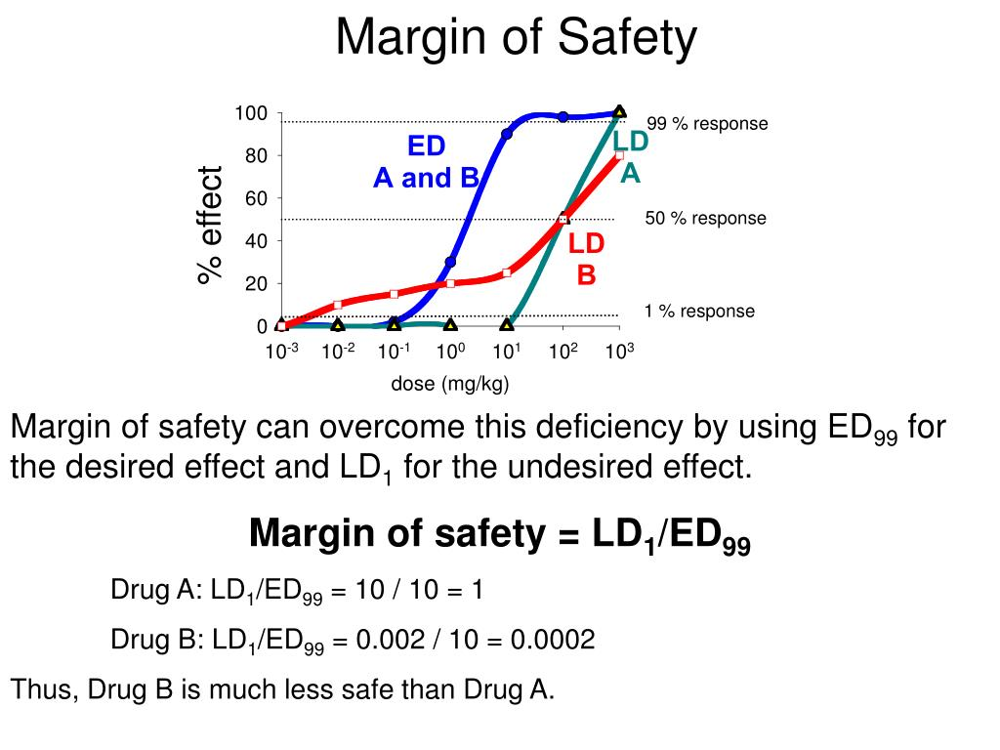 Margin of Safety
100
80
60
40
20
0
% effect
ED
A and B
LD
A
LD
B
99 % response
50 % response
1 % response
10-3 10-2 10-1 100 101 102 103
dose (mg/kg)
Margin of safety can overcome this deficiency by using ED99 for
the desired effect and LD1 for the undesired effect.
Margin of safety = LD1/ED99
Drug A: LD1/ED99 = 10 / 10 = 1
Drug B: LD1/ED99 = 0.002 / 10 = 0.0002
Thus, Drug B is much less safe than Drug A.